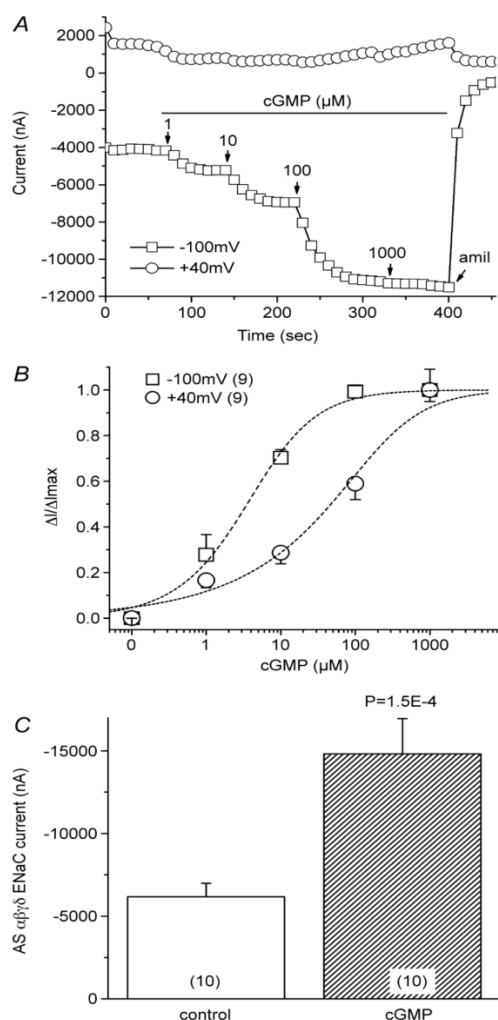 A
2000
0
-2000
-4000
-6000
-8000
-10000
-12000
Current (nA)
cGMP (µM)
1
10
100
1000
amil
-100mV
+40mV
0
100
200
300
400
Time (sec)
B
-100mV (9)
+40mV (9)
1.0
0.8
0.6
0.4
0.2
0.0
ΔI/ΔImax
0
1
10
100
1000
cGMP (µM)
C
P=1.5E-4
-15000
-10000
-5000
0
AS αβγδ ENaC current (nA)
(10)
(10)
control
cGMP